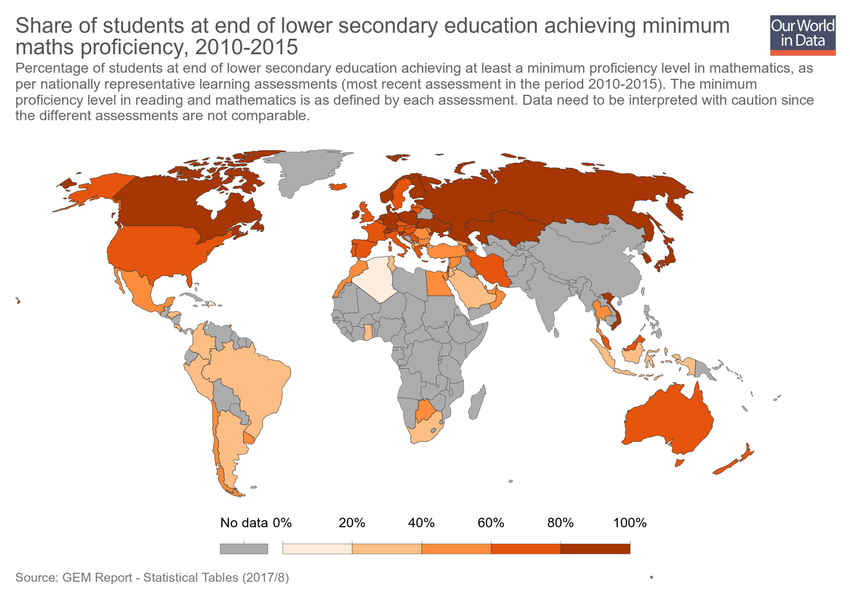 Share of students at end of lower secondary education achieving minimum
maths proficiency, 2010-2015
Our World
in Data
Percentage of students at end of lower secondary education achieving at least a minimum proficiency level in mathematics, as
per nationally representative learning assessments (most recent assessment in the period 2010-2015). The minimum
proficiency level in reading and mathematics is as defined by each assessment. Data need to be interpreted with caution since
the different assessments are not comparable.
No data 0% 20% 40% 60% 80% 100%
Source: GEM Report - Statistical Tables (2017/8)